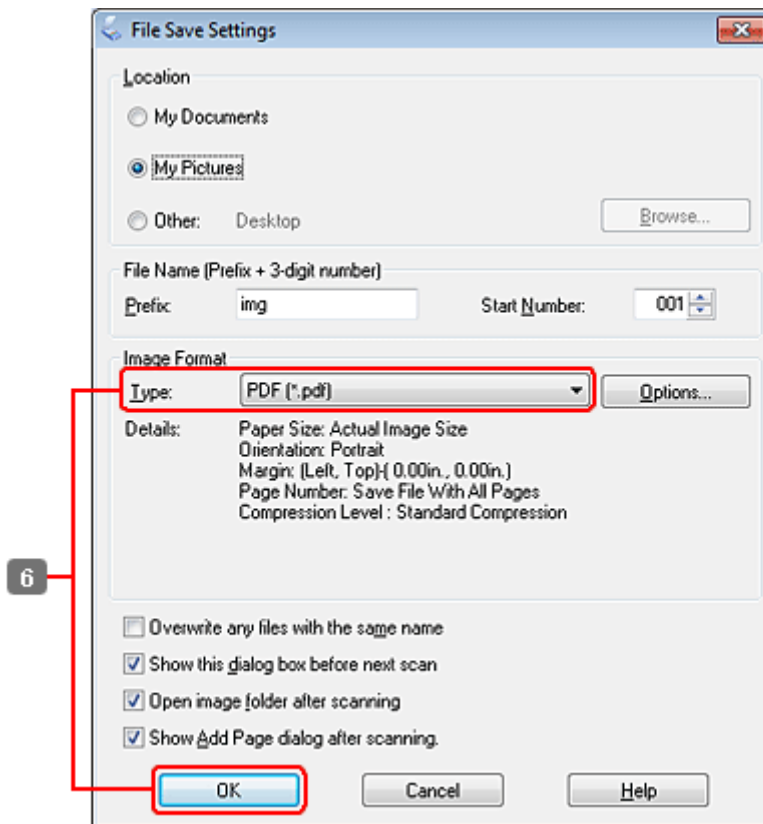 File Save Settings
Location
My Documents
My Pictures
Other: Desktop Browse...
File Name (Prefix + 3-digit number)
Prefix: img Start Number: 001
Image Format
Type: PDF (*.pdf) Options...
Details: Paper Size: Actual Image Size
Orientation: Portrait
Margin: (Left, Top)-( 0.00in., 0.00in.)
Page Number: Save File With All Pages
Compression Level : Standard Compression
6
Overwrite any files with the same name
Show this dialog box before next scan
Open image folder after scanning
Show Add Page dialog after scanning.
OK Cancel Help